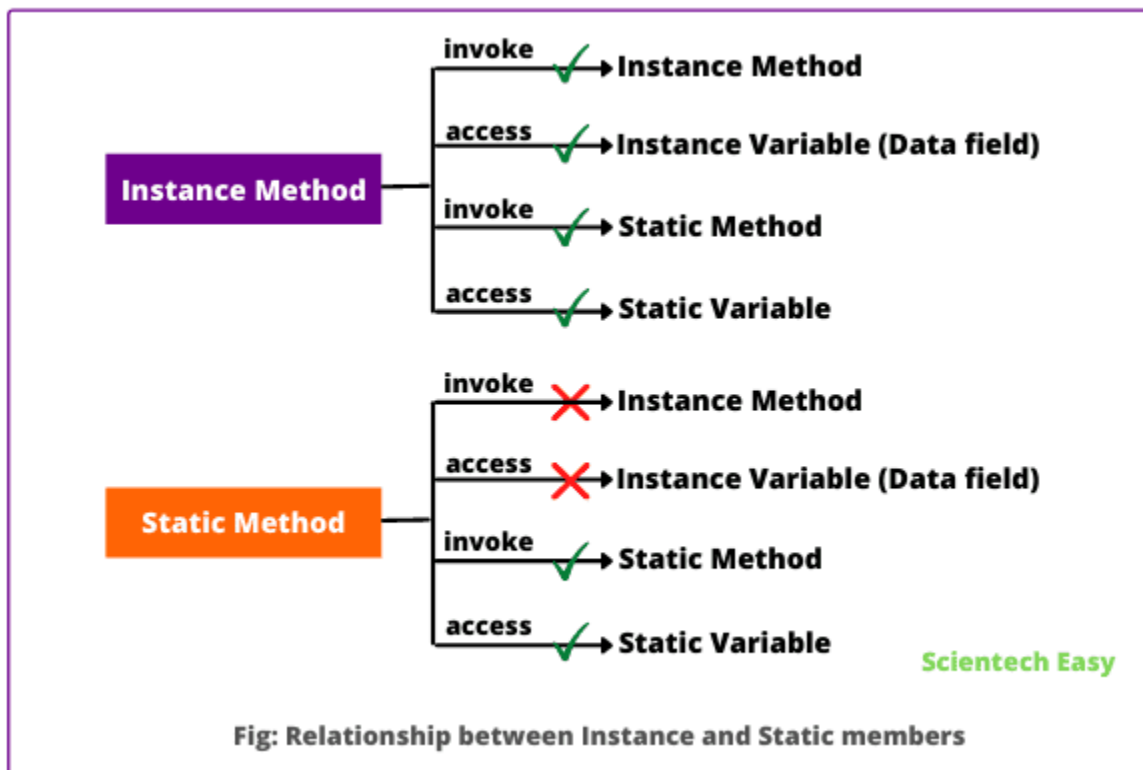 invoke
Instance Method
access
Instance Variable (Data field)
Instance Method
invoke
Static Method
access
Static Variable
invoke
Instance Method
access
Instance Variable (Data field)
Static Method
invoke
Static Method
access
Static Variable
Scientech Easy
Fig: Relationship between Instance and Static members